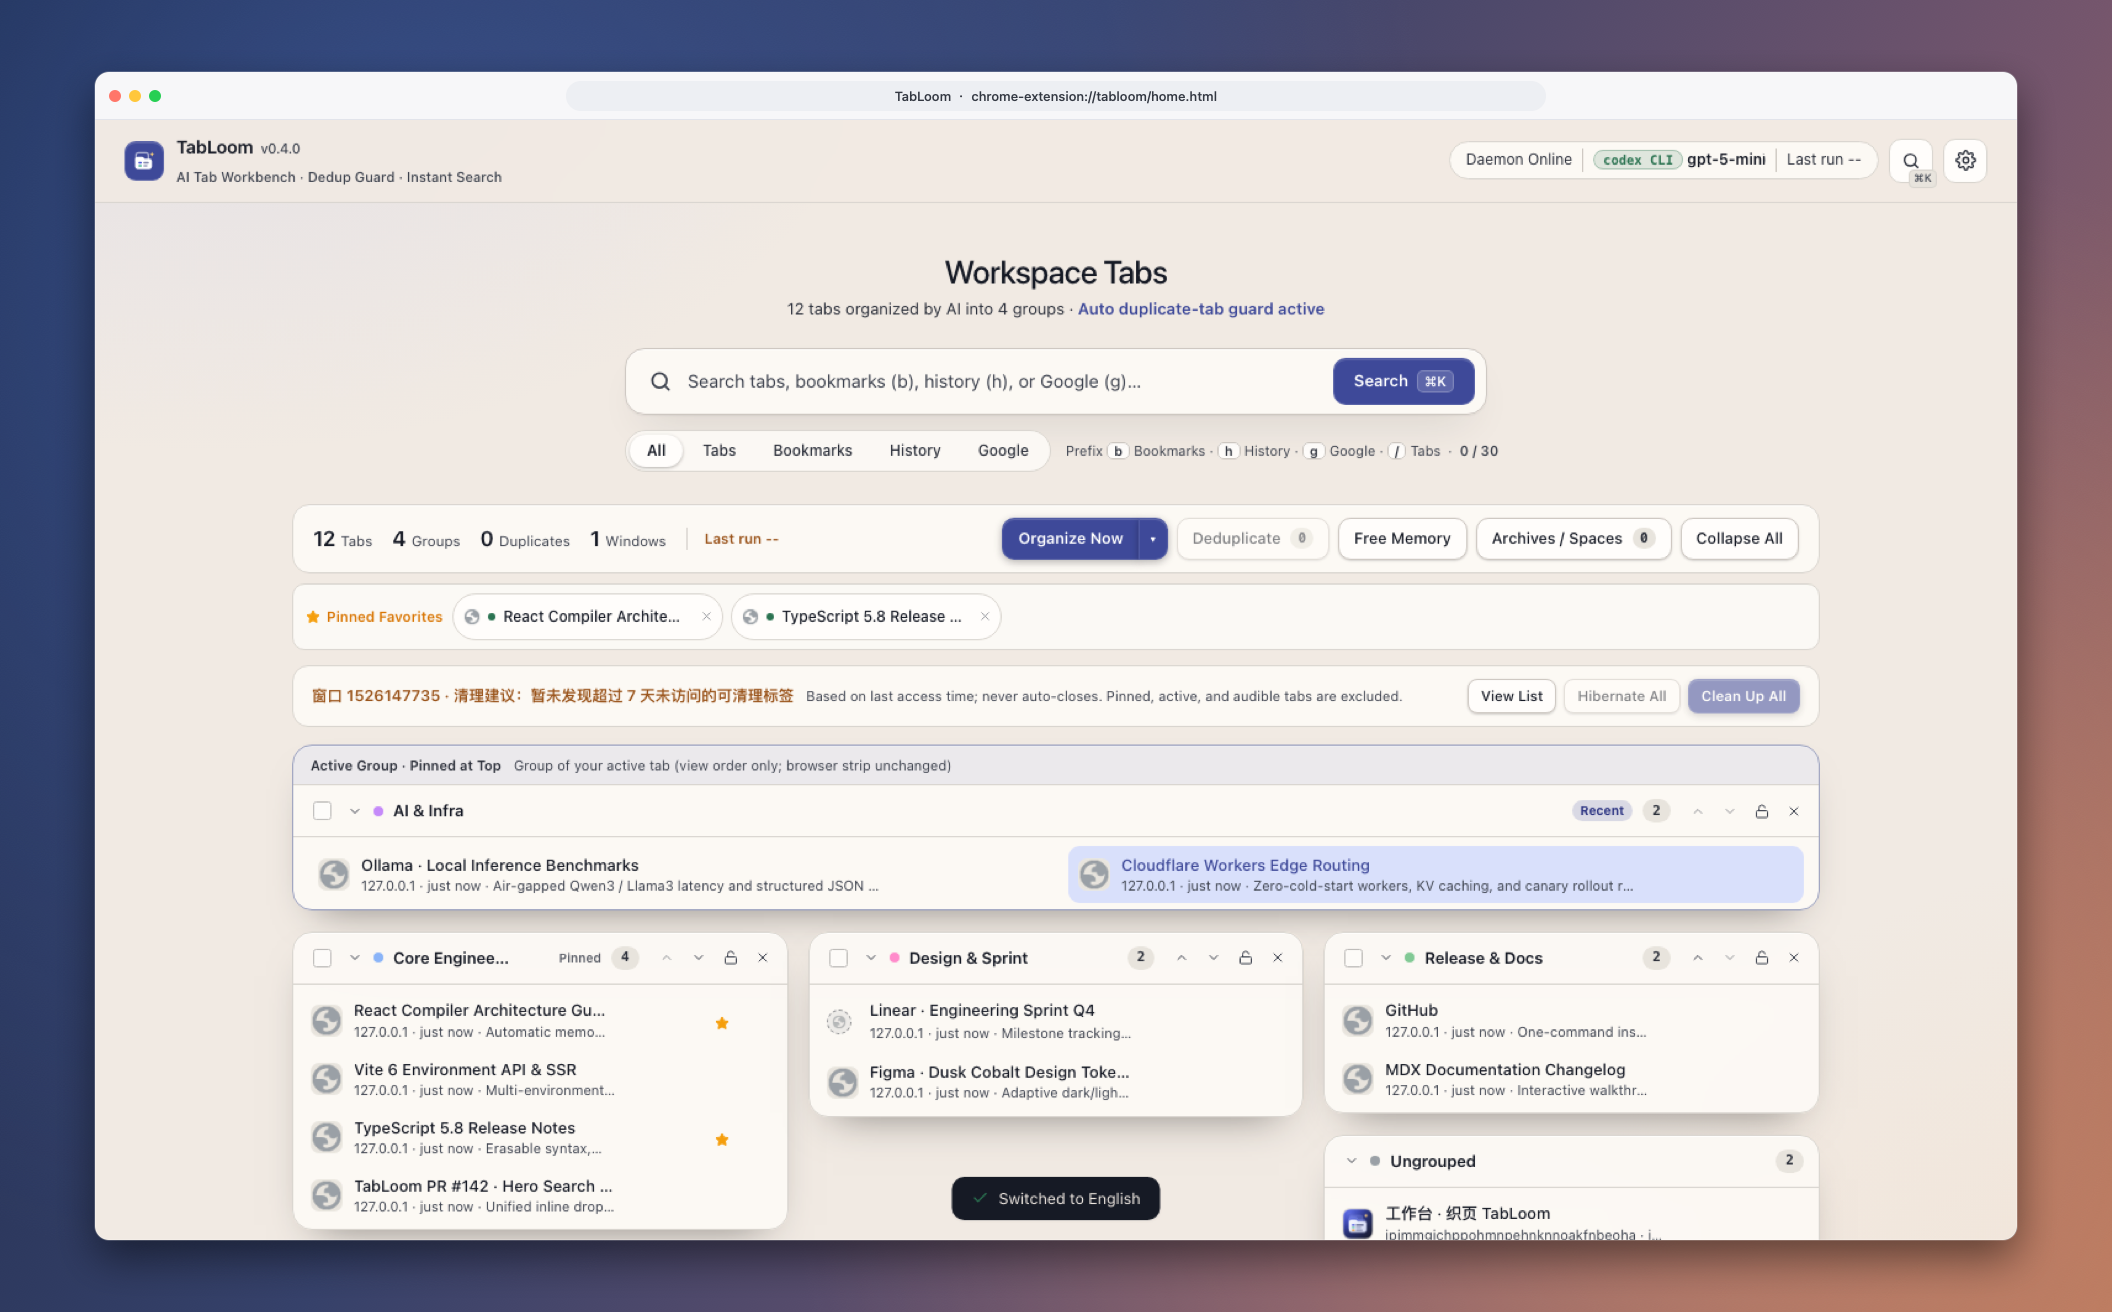 TabLoom · chrome-extension://tabloom/home.html
TabLoom v0.4.0
AI Tab Workbench · Dedup Guard · Instant Search
Daemon Online codex CLI gpt-5-mini Last run --
⌘K
Workspace Tabs
12 tabs organized by AI into 4 groups · Auto duplicate-tab guard active
Search tabs, bookmarks (b), history (h), or Google (g)...
Search ⌘K
All Tabs Bookmarks History Google Prefix b Bookmarks · h History · g Google · / Tabs · 0 / 30
12 Tabs 4 Groups 0 Duplicates 1 Windows Last run --
Organize Now Deduplicate 0 Free Memory Archives / Spaces 0 Collapse All
Pinned Favorites React Compiler Archite... × TypeScript 5.8 Release ... ×
窗口 1526147735 · 清理建议：暂未发现超过 7 天未访问的可清理标签 Based on last access time; never auto-closes. Pinned, active, and audible tabs are excluded.
View List Hibernate All Clean Up All
Active Group · Pinned at Top Group of your active tab (view order only; browser strip unchanged)
AI & Infra Recent 2
Ollama · Local Inference Benchmarks
127.0.0.1 · just now · Air-gapped Qwen3 / Llama3 latency and structured JSON ...
Cloudflare Workers Edge Routing
127.0.0.1 · just now · Zero-cold-start workers, KV caching, and canary rollout r...
Core Enginee... Pinned 4
React Compiler Architecture Gu...
127.0.0.1 · just now · Automatic memo...
Vite 6 Environment API & SSR
127.0.0.1 · just now · Multi-environment...
TypeScript 5.8 Release Notes
127.0.0.1 · just now · Erasable syntax,...
TabLoom PR #142 · Hero Search ...
127.0.0.1 · just now · Unified inline drop...
Design & Sprint 2
Linear · Engineering Sprint Q4
127.0.0.1 · just now · Milestone tracking...
Figma · Dusk Cobalt Design Toke...
127.0.0.1 · just now · Adaptive dark/ligh...
Release & Docs 2
GitHub
127.0.0.1 · just now · One-command ins...
MDX Documentation Changelog
127.0.0.1 · just now · Interactive walkthr...
Ungrouped 2
工作台 · 织页 TabLoom
Switched to English